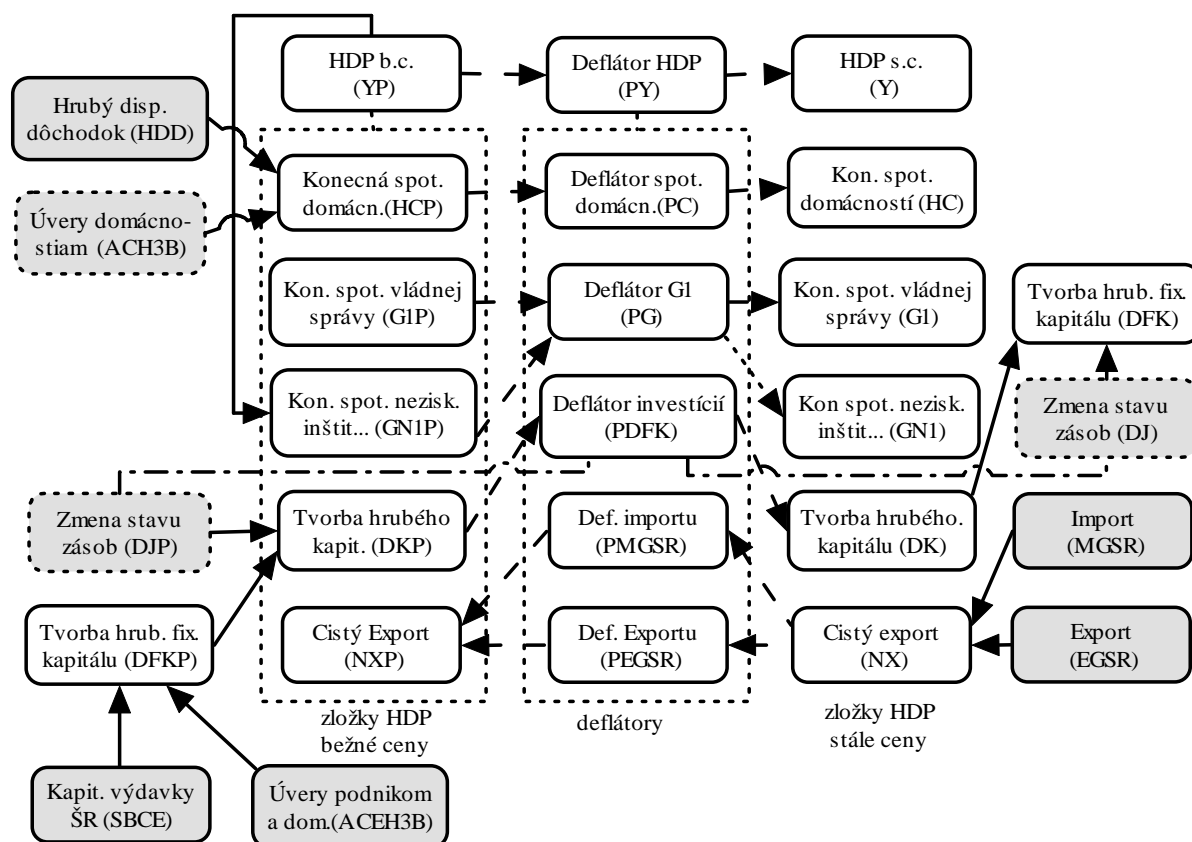 HDP b.c.
(YP)
Deflátor HDP
(PY)
HDP s.c.
(Y)
Hrubý disp.
dôchodok (HDD)
Konecná spot.
domácn.(HCP)
Deflátor spot.
domácn.(PC)
Kon. spot.
domácností (HC)
Úvery domácno-
stiam (ACH3B)
Kon. spot. vládnej
správy (G1P)
Deflátor G1
(PG)
Kon. spot. vládnej
správy (G1)
Tvorba hrub. fix.
kapitálu (DFK)
Kon. spot. nezisk.
inštit... (GN1P)
Deflátor investícií
(PDFK)
Kon spot. nezisk.
inštit... (GN1)
Zmena stavu
zásob (DJ)
Zmena stavu
zásob (DJP)
Tvorba hrubého
kapit. (DKP)
Def. importu
(PMGSR)
Tvorba hrubého.
kapitálu (DK)
Import
(MGSR)
Tvorba hrub. fix.
kapitálu (DFKP)
Cistý Export
(NXP)
Def. Exportu
(PEGSR)
Cistý export
(NX)
Export
(EGSR)
zložky HDP
bežné ceny
deflátory
zložky HDP
stále ceny
Kapit. výdavky
ŠR (SBCE)
Úvery podnikom
a dom.(ACEH3B)